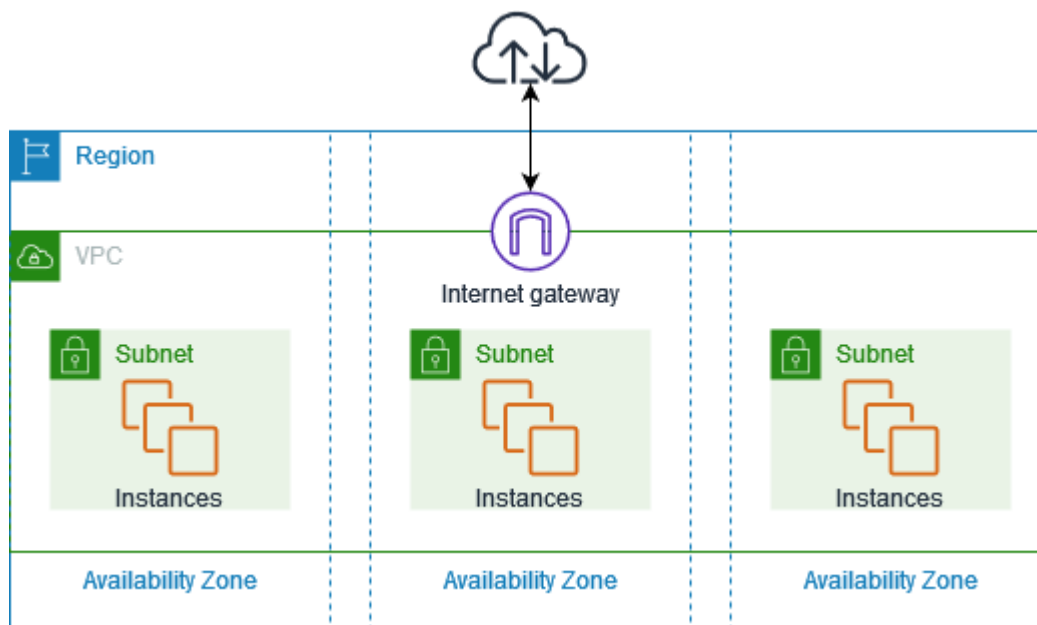 Region
VPC
Internet gateway
Subnet
Subnet
Subnet
Instances
Instances
Instances
Availability Zone
Availability Zone
Availability Zone